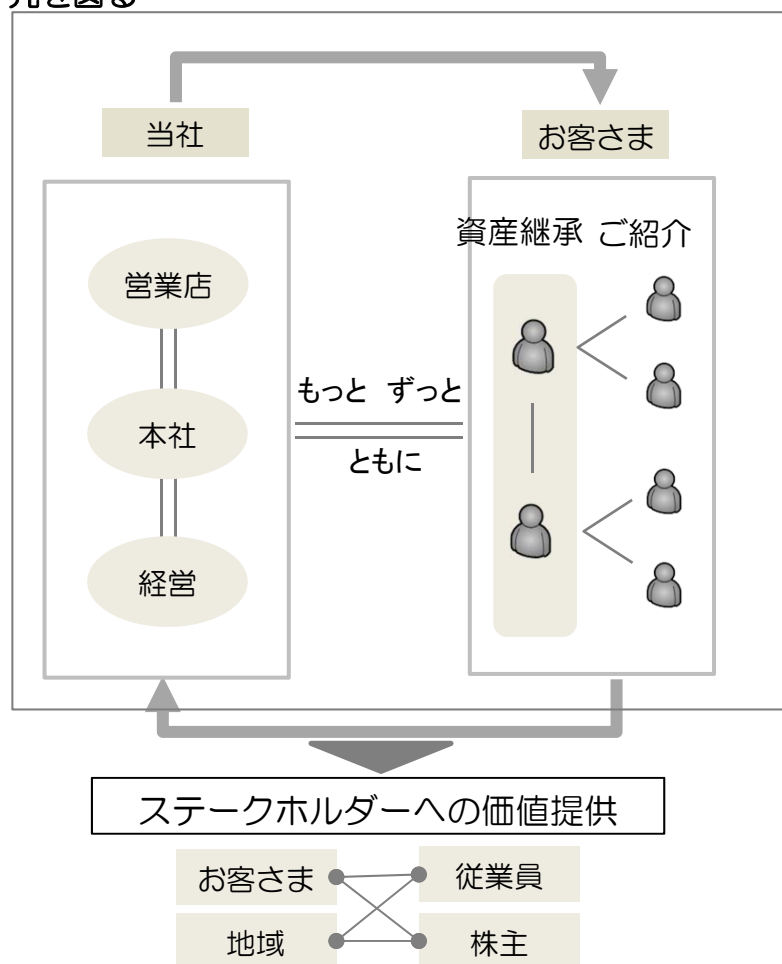 当社
お客さま
資産継承 ご紹介
営業店
もっと ずっと
本社
ともに
経営
ステークホルダーへの価値提供
お客さま
従業員
地域
株主